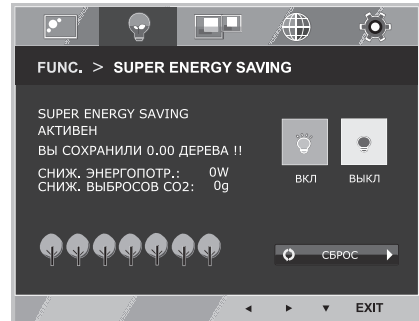 FUNC. > SUPER ENERGY SAVING
SUPER ENERGY SAVING
АКТИВЕН
ВЫ СОХРАНИЛИ 0.00 ДЕРЕВА !!
СНИЖ. ЭНЕРГОПОТР.: 0W
СНИЖ. ВЫБРОСОВ СО2: 0g
ВКЛ ВЫКЛ
СБРОС
EXIT